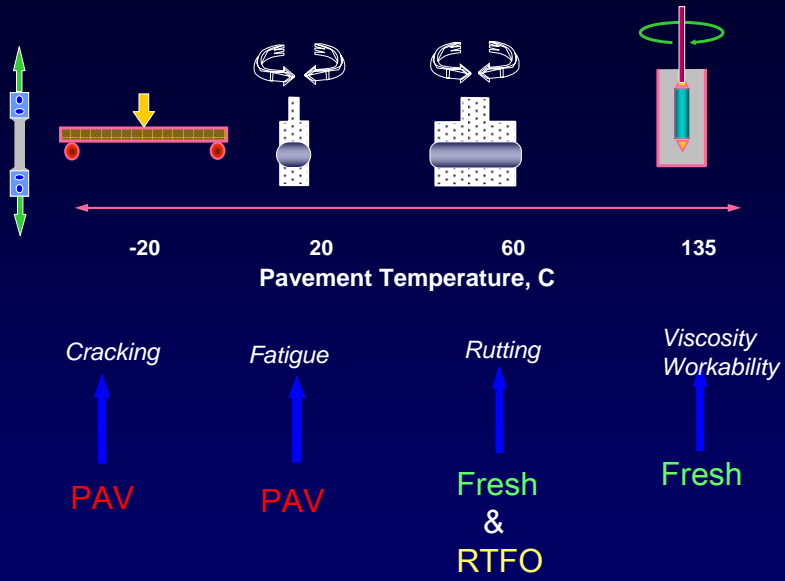 -20 20 60 135
Pavement Temperature, C
Cracking Fatigue Rutting Viscosity
Workability
PAV PAV Fresh Fresh
&
RTFO